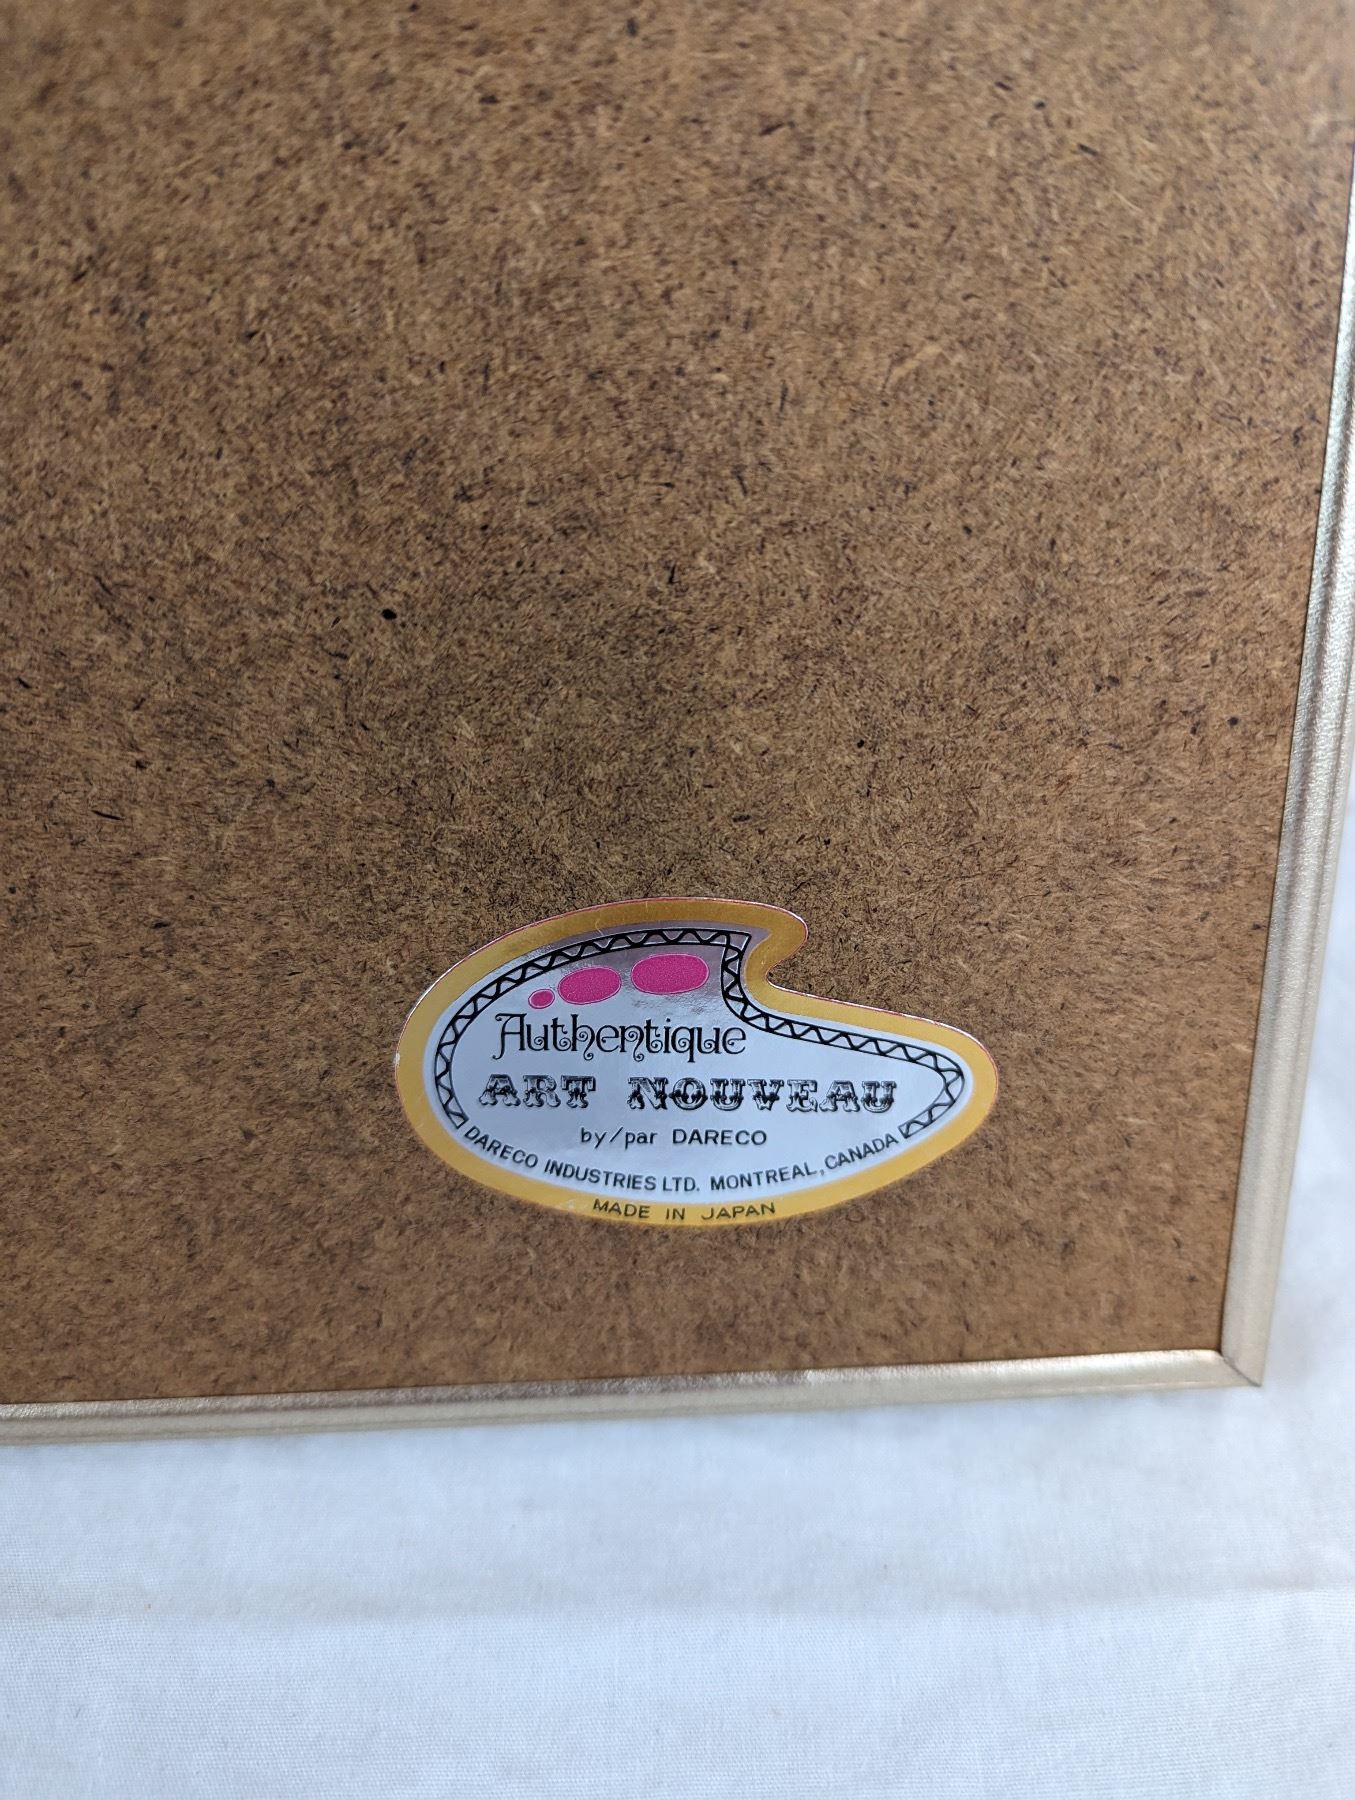 Authentique
ART NOUVEAU
by/par DARECO
DARECO INDUSTRIES LTD. MONTREAL, CANADA
MADE IN JAPAN